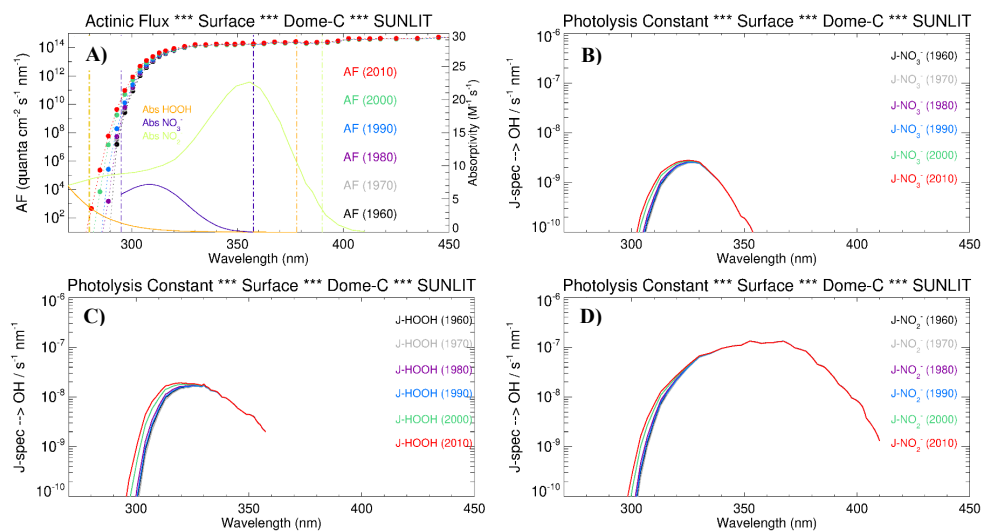 Actinic Flux *** Surface *** Dome-C *** SUNLIT
A)
10^14
10^12
10^10
10^8
10^6
10^4
10^2
AF (quanta cm^-2 s^-1 nm^-1)
30
25
20
15
10
5
0
Absorptivity (M^-1 s^-1)
AF (2010)
AF (2000)
AF (1990)
AF (1980)
AF (1970)
AF (1960)
Abs HOOH
Abs NO3^-
300
350
400
450
Wavelength (nm)
Photolysis Constant *** Surface *** Dome-C *** SUNLIT
B)
10^-6
10^-7
10^-8
10^-9
10^-10
J-spec --> OH / s^-1 nm^-1
J-NO3^- (1960)
J-NO3^- (1970)
J-NO3^- (1980)
J-NO3^- (1990)
J-NO3^- (2000)
J-NO3^- (2010)
300
350
400
450
Wavelength (nm)
Photolysis Constant *** Surface *** Dome-C *** SUNLIT
C)
10^-6
10^-7
10^-8
10^-9
10^-10
J-spec --> OH / s^-1 nm^-1
J-HOOH (1960)
J-HOOH (1970)
J-HOOH (1980)
J-HOOH (1990)
J-HOOH (2000)
J-HOOH (2010)
300
350
400
450
Wavelength (nm)
Photolysis Constant *** Surface *** Dome-C *** SUNLIT
D)
10^-6
10^-7
10^-8
10^-9
10^-10
J-spec --> OH / s^-1 nm^-1
J-NO2^- (1960)
J-NO2^- (1970)
J-NO2^- (1980)
J-NO2^- (1990)
J-NO2^- (2000)
J-NO2^- (2010)
300
350
400
450
Wavelength (nm)